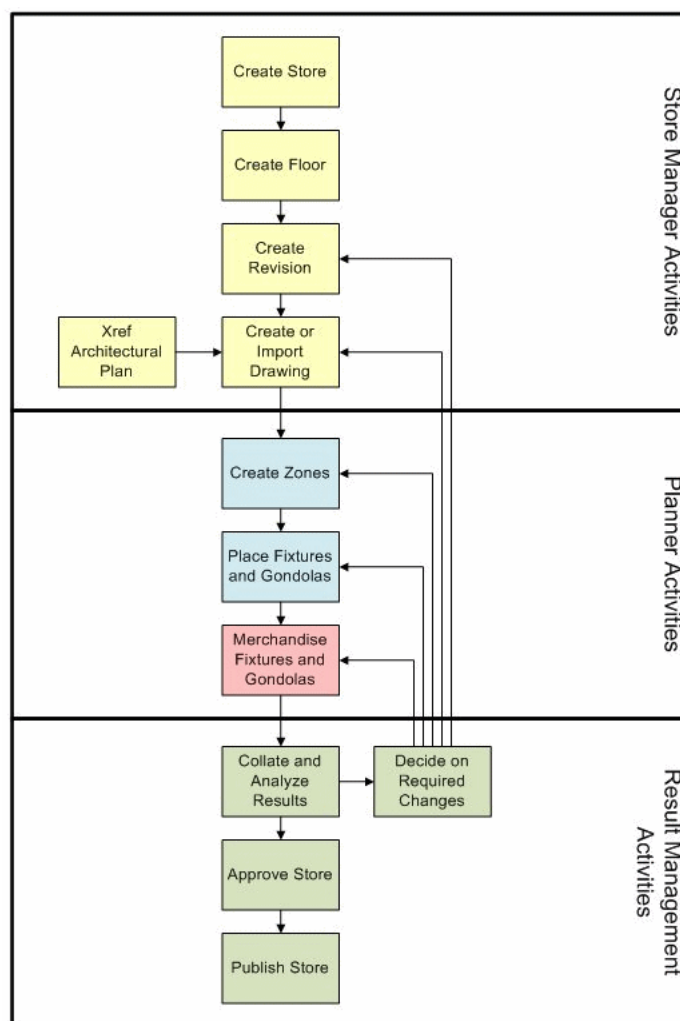 Create Store
Create Floor
Create
Revision
Xref
Architectural
Plan
Create or
Import
Drawing
Store Manager Activities
Create Zones
Place Fixtures
and Gondolas
Merchandise
Fixtures and
Gondolas
Planner Activities
Collate and
Analyze
Results
Decide on
Required
Changes
Approve Store
Publish Store
Result Management
Activities